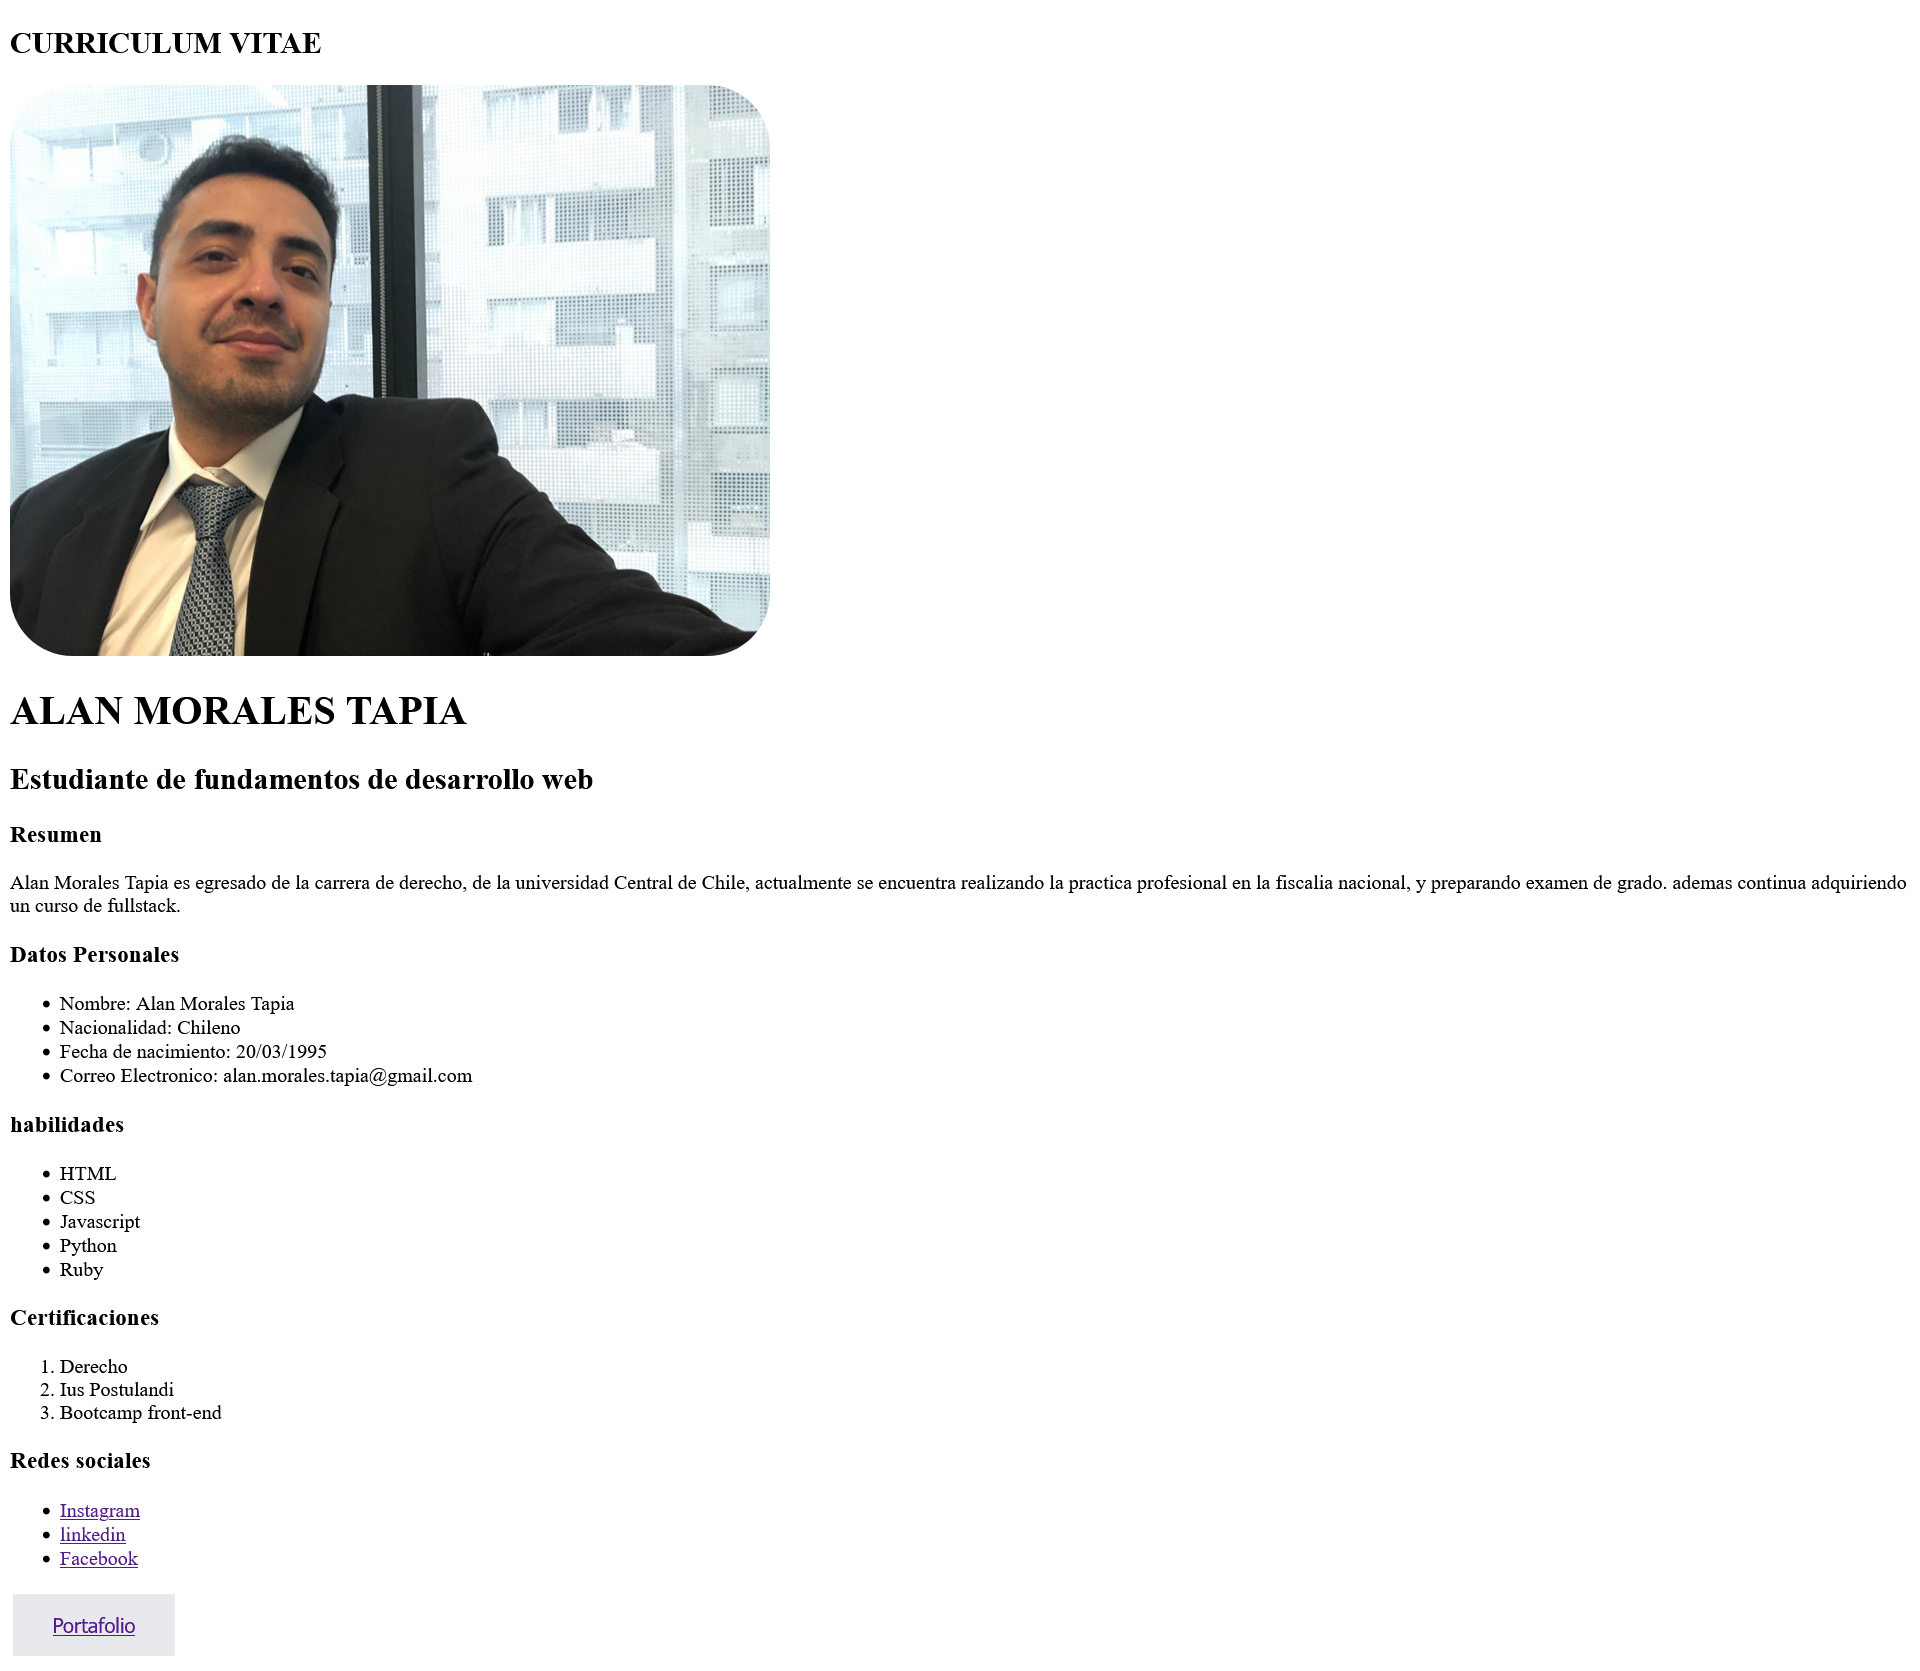 CURRICULUM VITAE
ALAN MORALES TAPIA
Estudiante de fundamentos de desarrollo web
Resumen
Alan Morales Tapia es egresado de la carrera de derecho, de la universidad Central de Chile, actualmente se encuentra realizando la practica profesional en la fiscalia nacional, y preparando examen de grado. ademas continua adquiriendo
un curso de fullstack.
Datos Personales
• Nombre: Alan Morales Tapia
• Nacionalidad: Chileno
• Fecha de nacimiento: 20/03/1995
• Correo Electronico: alan.morales.tapia@gmail.com
habilidades
• HTML
• CSS
• Javascript
• Python
• Ruby
Certificaciones
1. Derecho
2. Ius Postulandi
3. Bootcamp front-end
Redes sociales
• Instagram
• linkedin
• Facebook
Portafolio